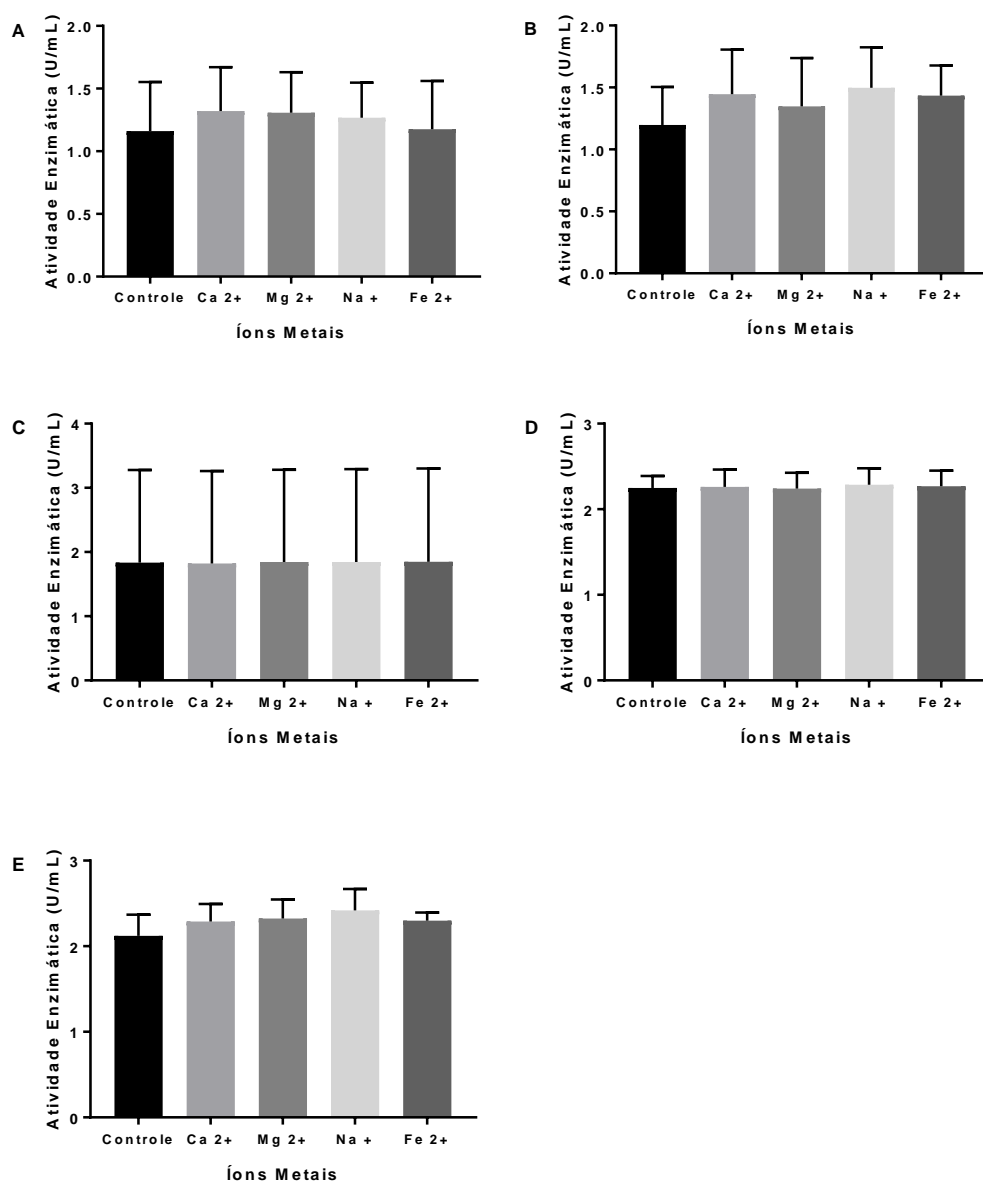 A
Atividade Enzimática (U/mL)
2.0
1.5
1.0
0.5
0.0
Controle Ca 2+ Mg 2+ Na + Fe 2+
Íons Metais
B
Atividade Enzimática (U/mL)
2.0
1.5
1.0
0.5
0.0
Controle Ca 2+ Mg 2+ Na + Fe 2+
Íons Metais
C
Atividade Enzimática (U/mL)
4
3
2
1
0
Controle Ca 2+ Mg 2+ Na + Fe 2+
Íons Metais
D
Atividade Enzimática (U/mL)
3
2
1
0
Controle Ca 2+ Mg 2+ Na + Fe 2+
Íons Metais
E
Atividade Enzimática (U/mL)
3
2
1
0
Controle Ca 2+ Mg 2+ Na + Fe 2+
Íons Metais